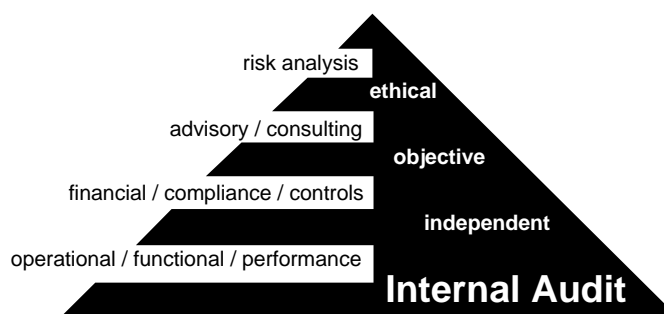 risk analysis
ethical
advisory / consulting
objective
financial / compliance / controls
independent
operational / functional / performance
Internal Audit